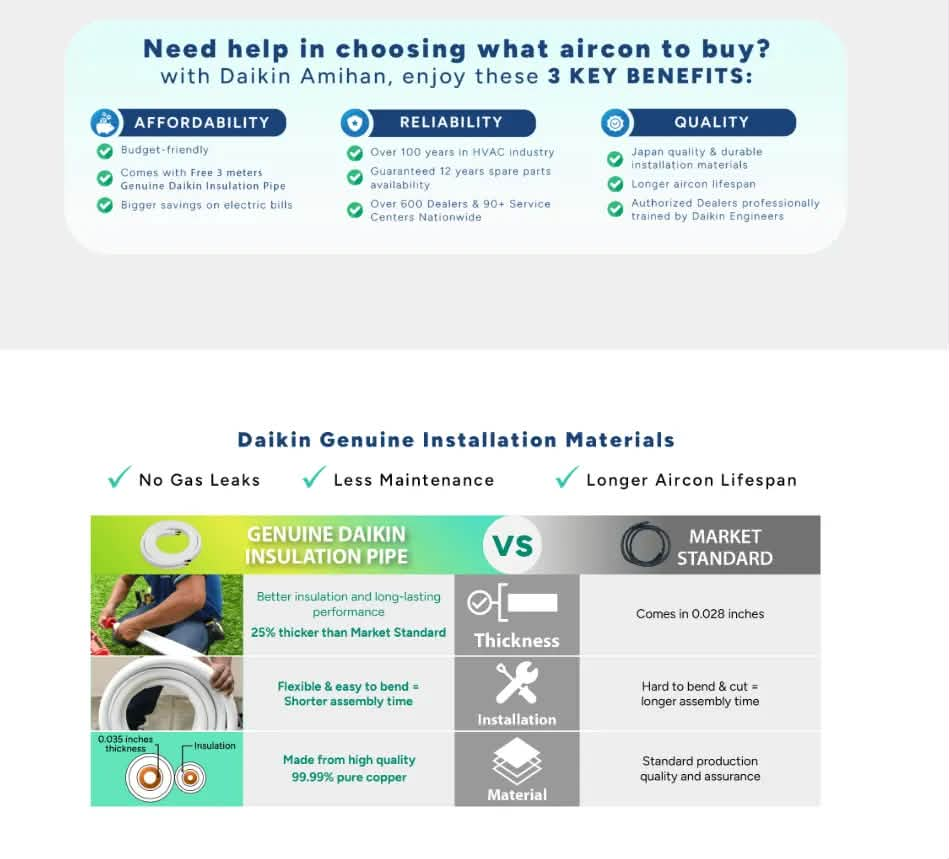 Need help in choosing what aircon to buy?
with Daikin Amihan, enjoy these 3 KEY BENEFITS:
AFFORDABILITY
Budget-friendly
Comes with Free 3 meters
Genuine Daikin Insulation Pipe
Bigger savings on electric bills
RELIABILITY
Over 100 years in HVAC industry
Guaranteed 12 years spare parts
availability
Over 600 Dealers & 90+ Service
Centers Nationwide
QUALITY
Japan quality & durable
installation materials
Longer aircon lifespan
Authorized Dealers professionally
trained by Daikin Engineers
Daikin Genuine Installation Materials
No Gas Leaks
Less Maintenance
Longer Aircon Lifespan
GENUINE DAIKIN
INSULATION PIPE
VS
MARKET
STANDARD
Better insulation and long-lasting
performance
25% thicker than Market Standard
Thickness
Comes in 0.028 inches
Flexible & easy to bend =
Shorter assembly time
Installation
Hard to bend & cut =
longer assembly time
0.035 inches
thickness
Insulation
Made from high quality
99.99% pure copper
Material
Standard production
quality and assurance